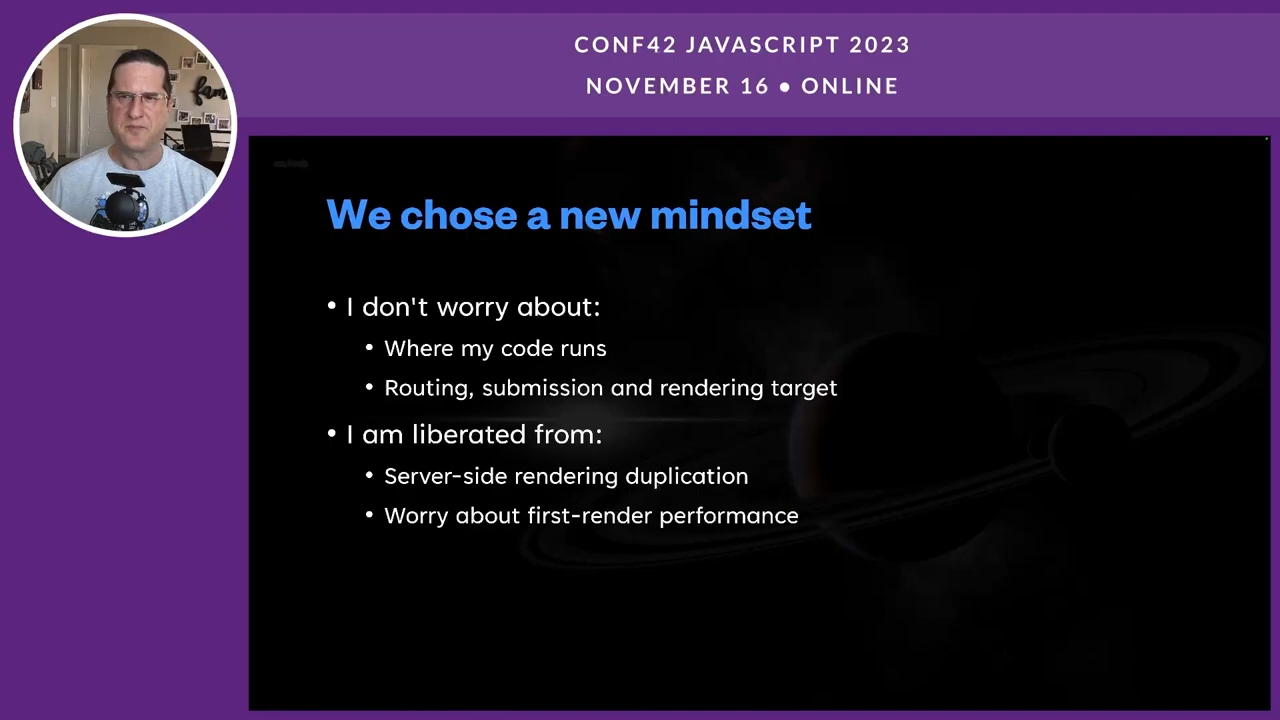 CONF42 JAVASCRIPT 2023
NOVEMBER 16 ● ONLINE
We chose a new mindset
• I don't worry about:
• Where my code runs
• Routing, submission and rendering target
• I am liberated from:
• Server-side rendering duplication
• Worry about first-render performance